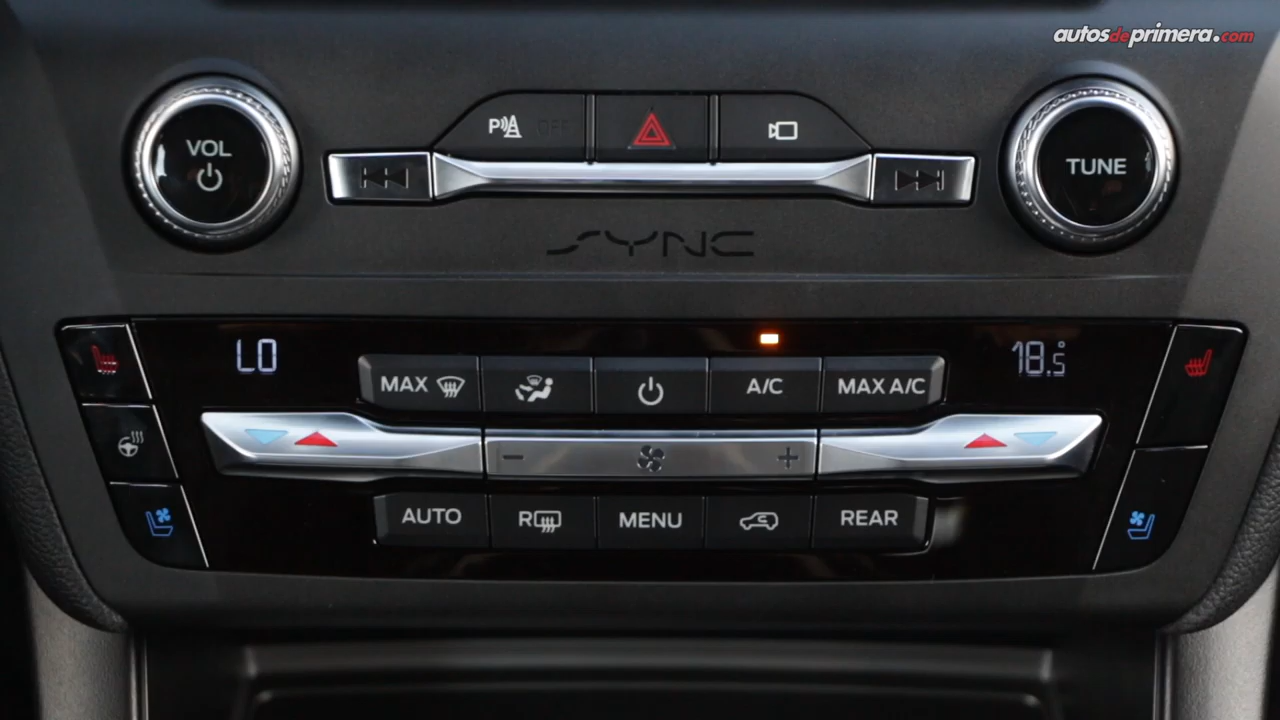 autosdeprimera.com
VOL
P OFF
TUNE
SYNC
LO
18.5°
MAX
A/C
MAX A/C
− +
AUTO
R
MENU
REAR